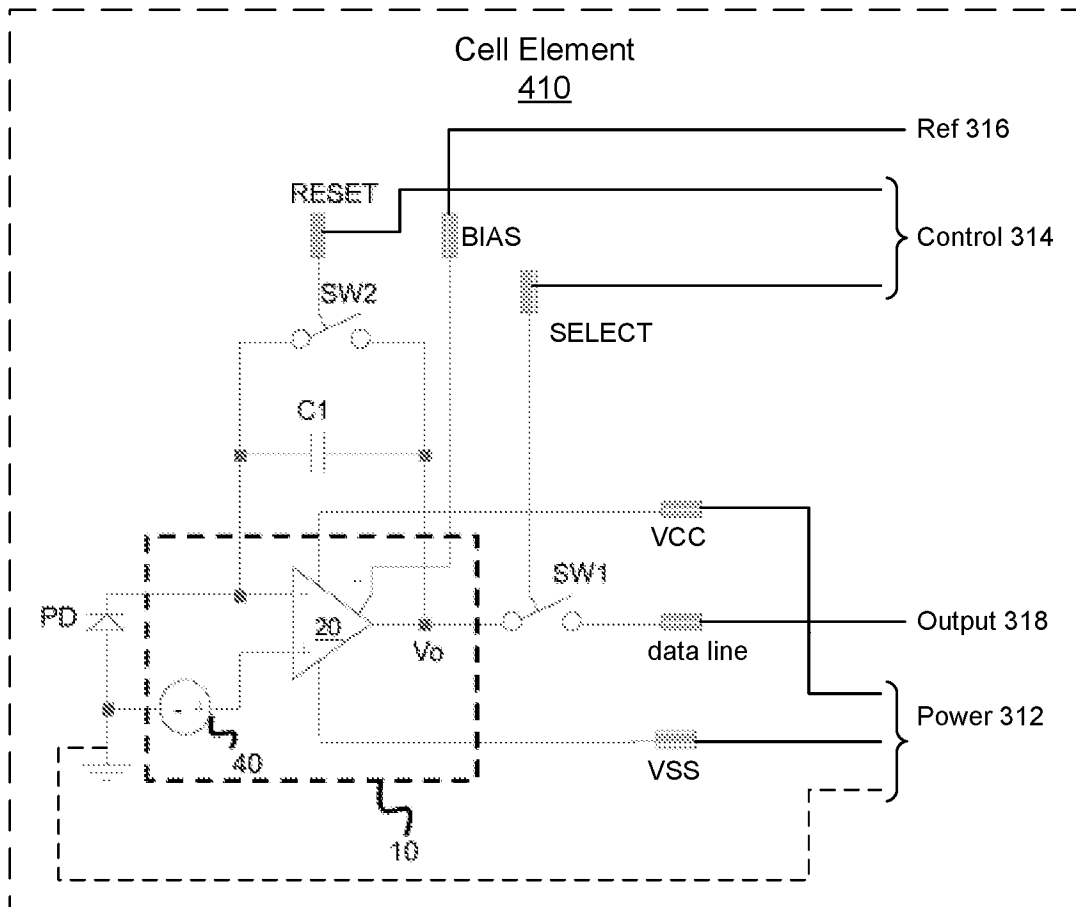 Cell Element
410
Ref 316
RESET
BIAS
Control 314
SW2
SELECT
C1
VCC
SW1
PD
20
Vo
data line
Output 318
- +
40
VSS
Power 312
10